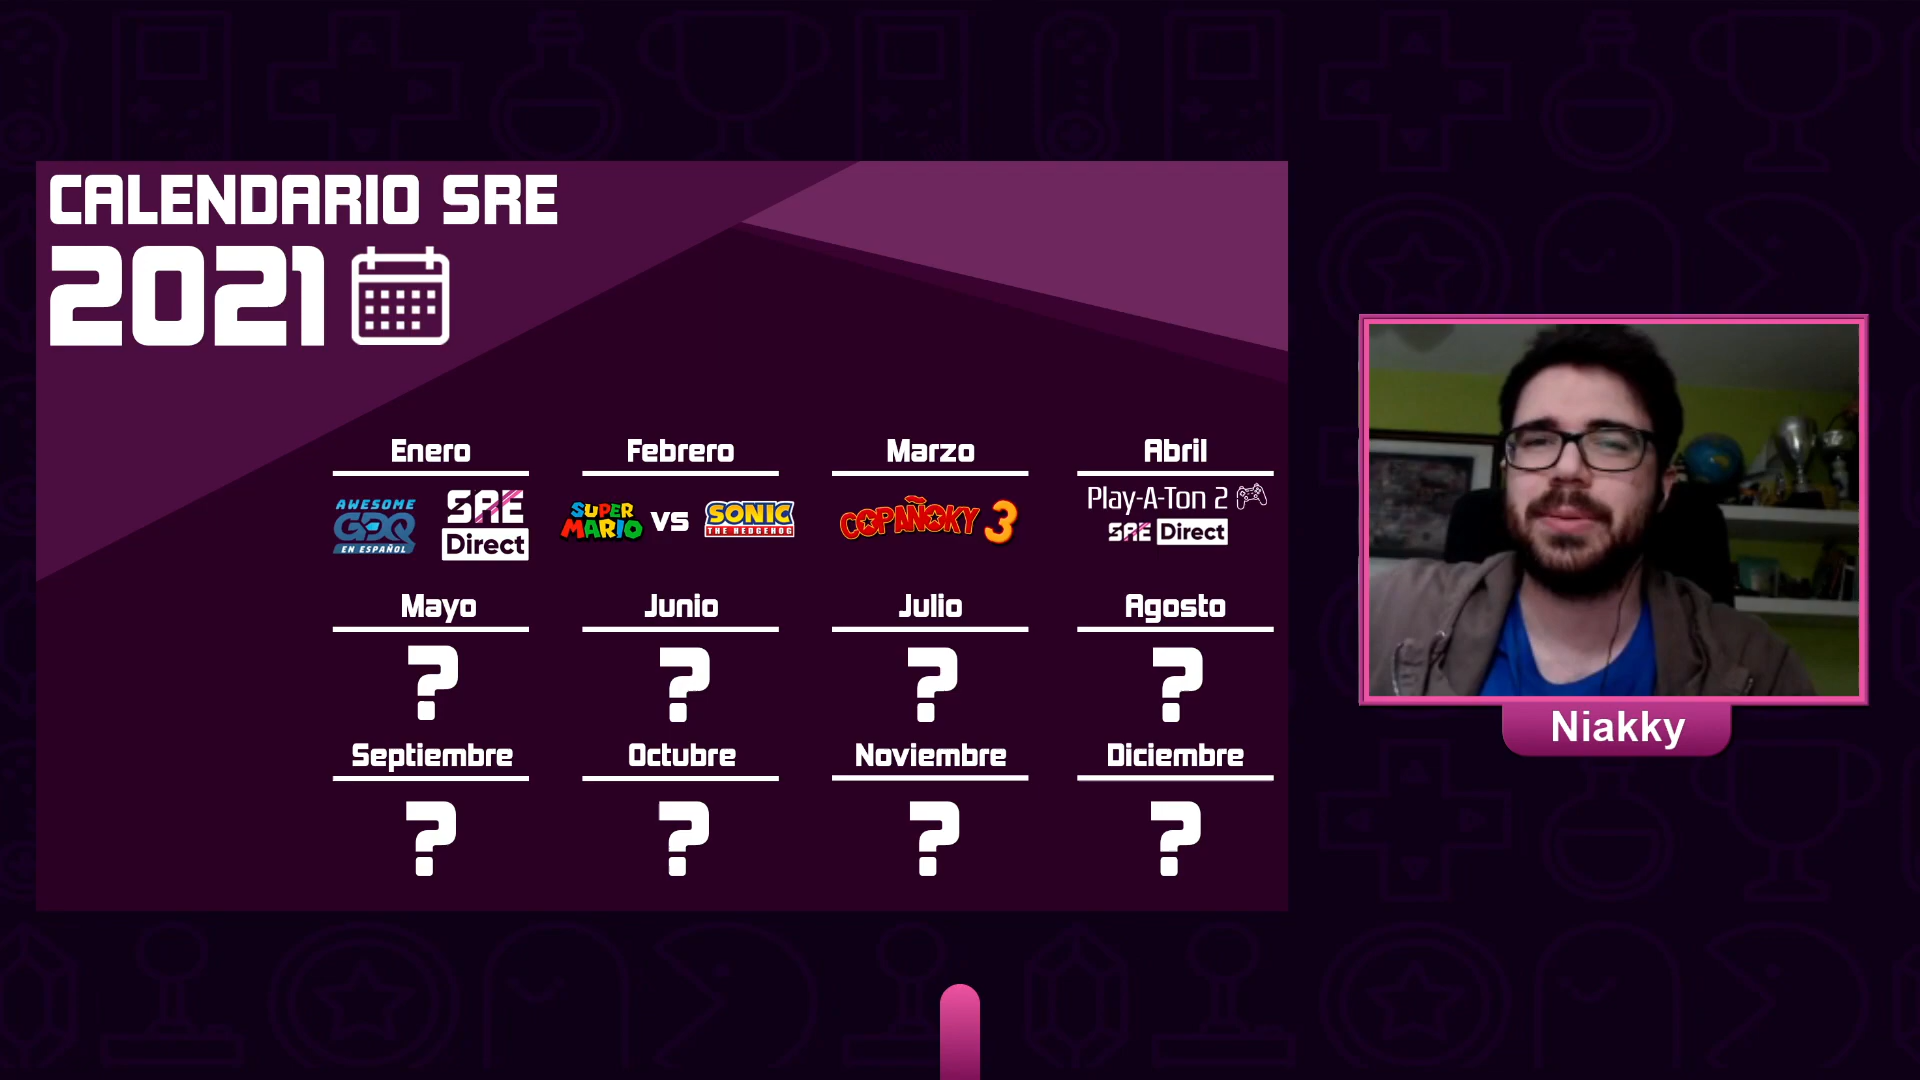 CALENDARIO SRE
2021
Enero
AWESOME
GDQ
EN ESPAÑOL
SRE
Direct
Febrero
SUPER
MARIO
VS
SONIC
THE HEDGEHOG
Marzo
COPAÑOKY 3
Abril
Play-A-Ton 2
SRE Direct
Mayo
?
Junio
?
Julio
?
Agosto
?
Septiembre
?
Octubre
?
Noviembre
?
Diciembre
?
Niakky